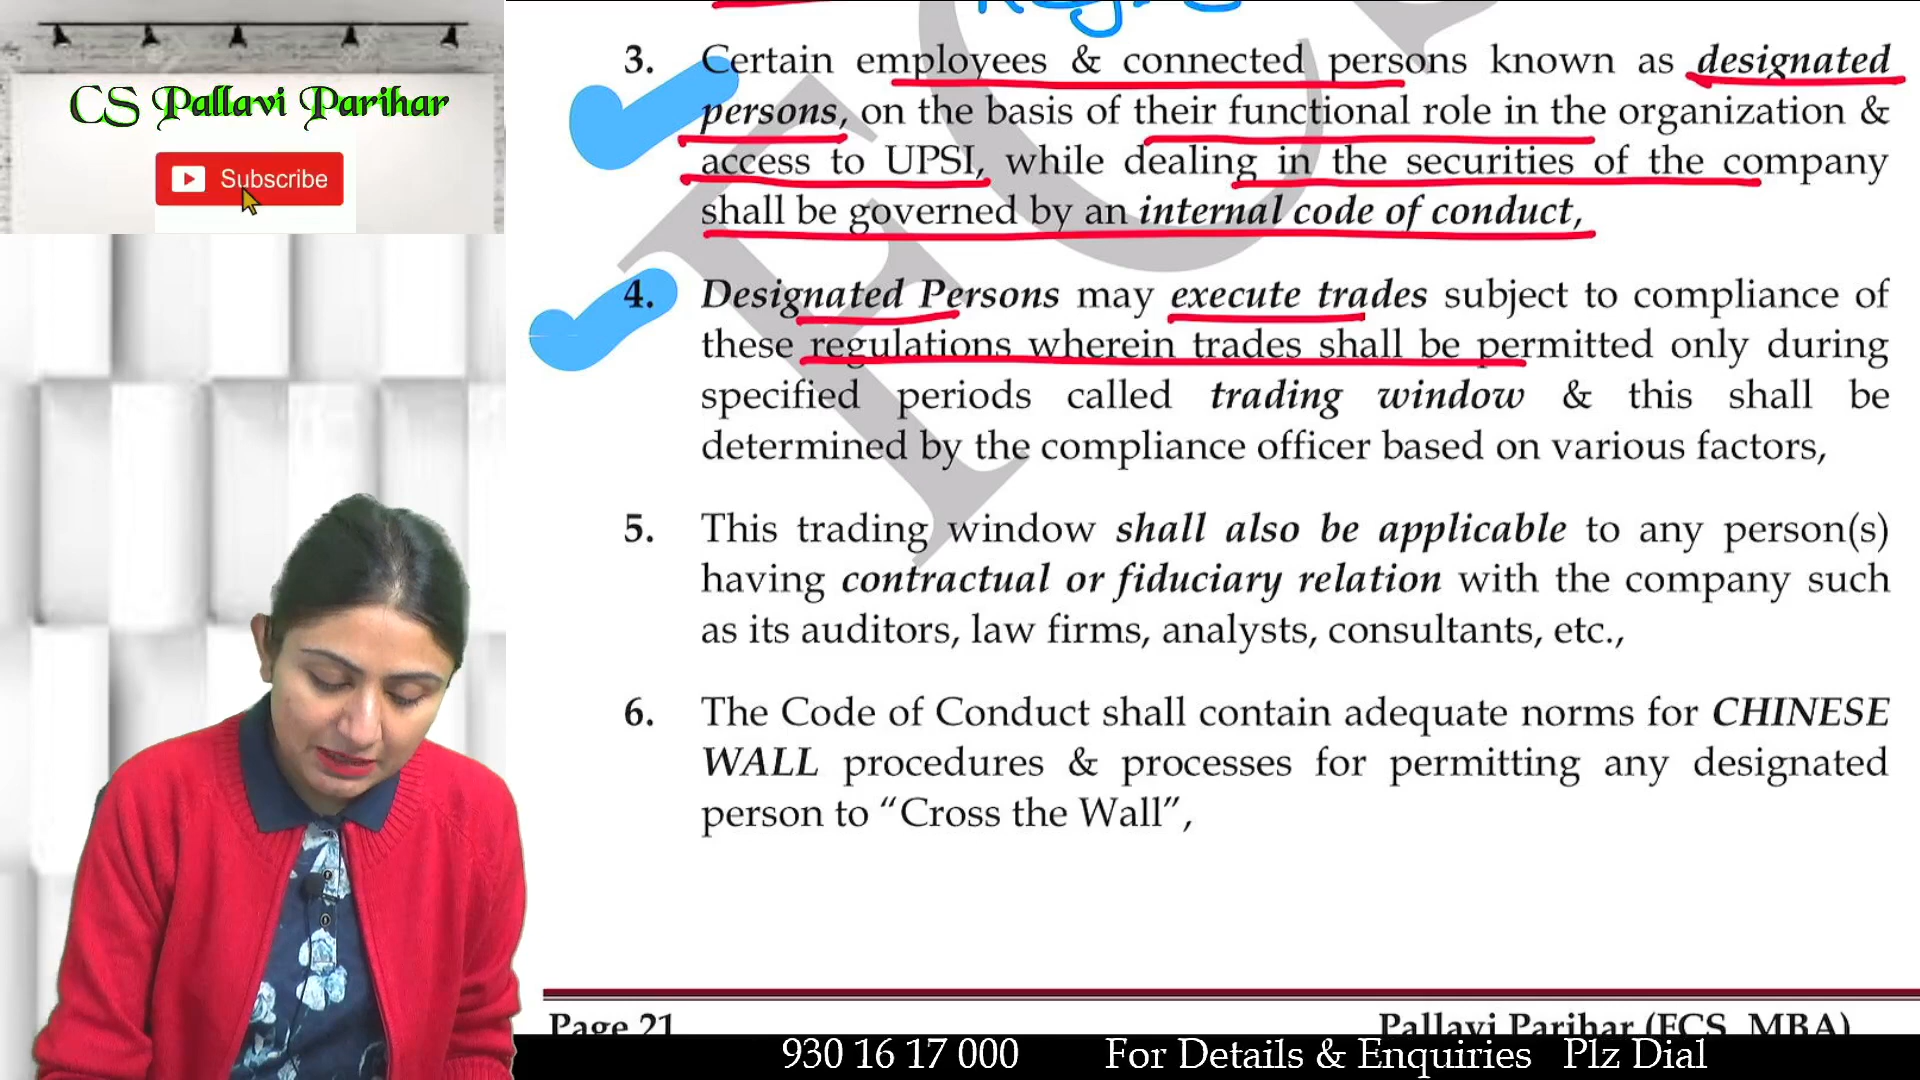 CS Pallavi Parihar
Subscribe
3. Certain employees & connected persons known as designated
persons, on the basis of their functional role in the organization &
access to UPSI, while dealing in the securities of the company
shall be governed by an internal code of conduct,
4. Designated Persons may execute trades subject to compliance of
these regulations wherein trades shall be permitted only during
specified periods called trading window & this shall be
determined by the compliance officer based on various factors,
5. This trading window shall also be applicable to any person(s)
having contractual or fiduciary relation with the company such
as its auditors, law firms, analysts, consultants, etc.,
6. The Code of Conduct shall contain adequate norms for CHINESE
WALL procedures & processes for permitting any designated
person to “Cross the Wall”,
Page 21
Pallavi Parihar (FCS, MBA)
930 16 17 000 For Details & Enquiries Plz Dial